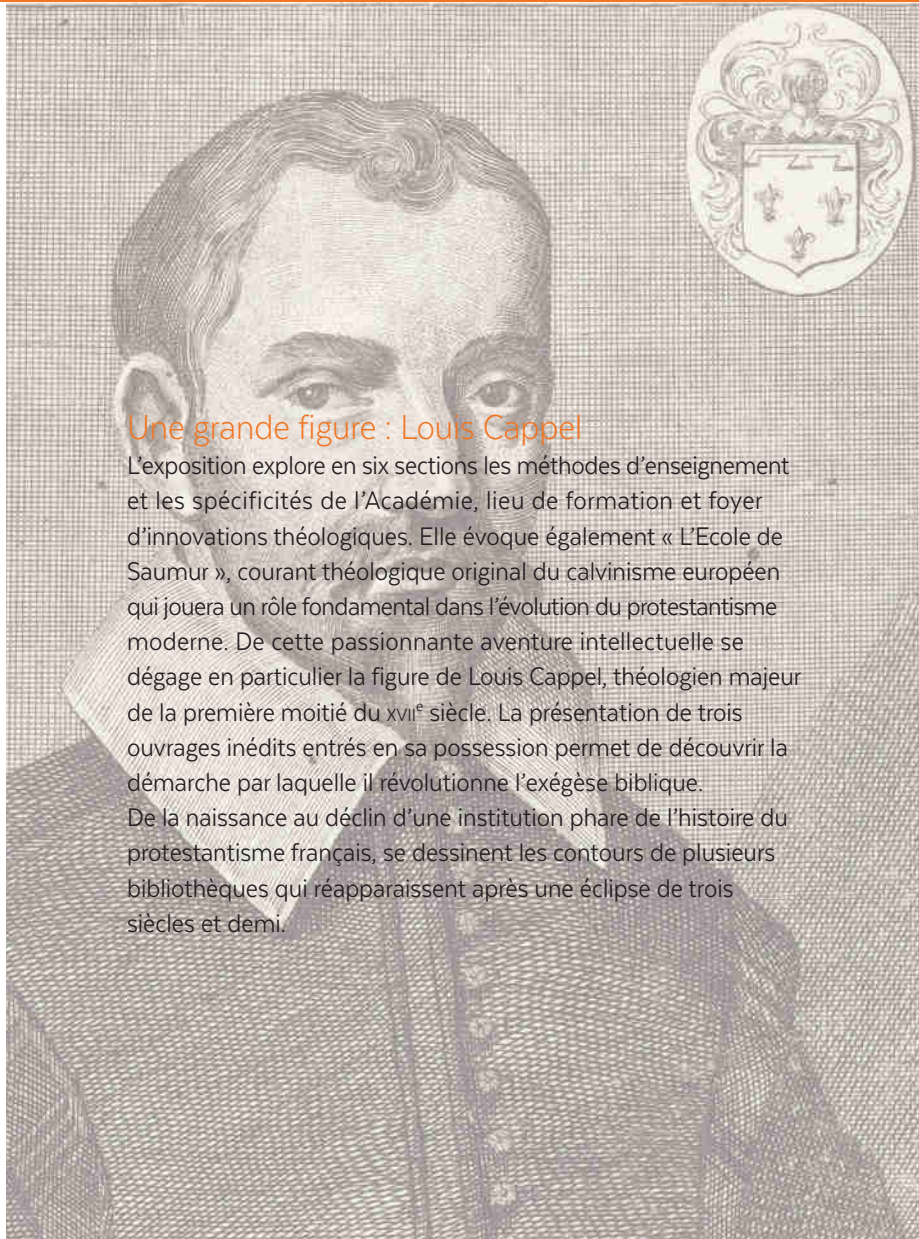 Une grande figure : Louis Cappel
L'exposition explore en six sections les méthodes d'enseignement
et les spécificités de l'Académie, lieu de formation et foyer
d'innovations théologiques. Elle évoque également « L'Ecole de
Saumur », courant théologique original du calvinisme européen
qui jouera un rôle fondamental dans l'évolution du protestantisme
moderne. De cette passionnante aventure intellectuelle se
dégage en particulier la figure de Louis Cappel, théologien majeur
de la première moitié du XVIIe siècle. La présentation de trois
ouvrages inédits entrés en sa possession permet de découvrir la
démarche par laquelle il révolutionne l'exégèse biblique.
De la naissance au déclin d'une institution phare de l'histoire du
protestantisme français, se dessinent les contours de plusieurs
bibliothèques qui réapparaissent après une éclipse de trois
siècles et demi.